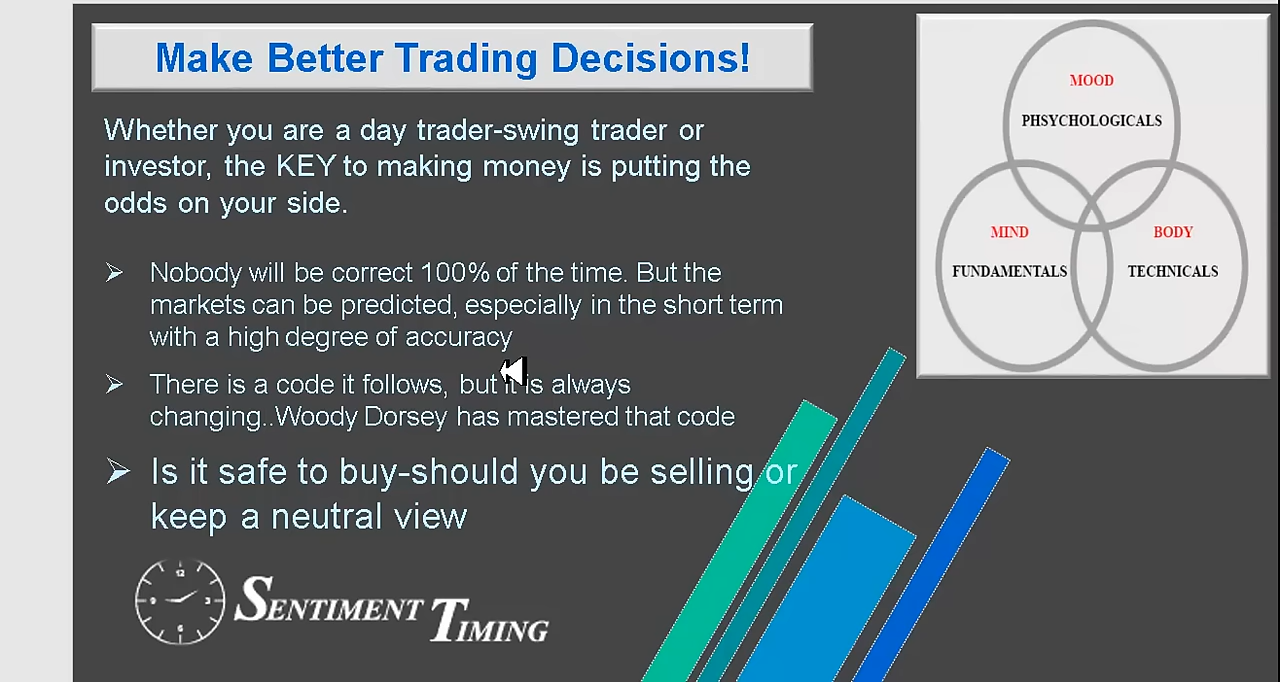 Make Better Trading Decisions!
Whether you are a day trader-swing trader or
investor, the KEY to making money is putting the
odds on your side.
➢ Nobody will be correct 100% of the time. But the
markets can be predicted, especially in the short term
with a high degree of accuracy
➢ There is a code it follows, but it is always
changing..Woody Dorsey has mastered that code
➢ Is it safe to buy-should you be selling or
keep a neutral view
12
9
3
6
SENTIMENT TIMING
MOOD
PHSYCHOLOGICALS
MIND
FUNDAMENTALS
BODY
TECHNICALS